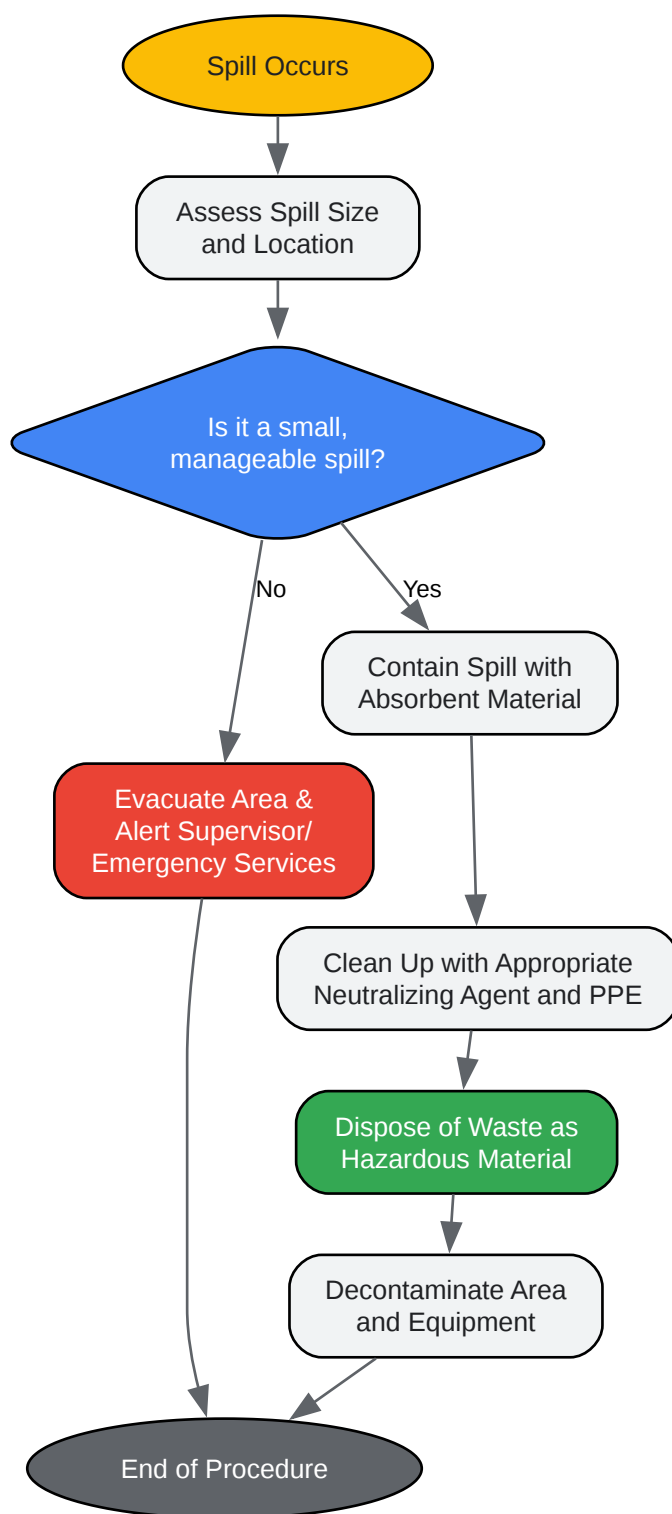 Spill Occurs
Assess Spill Size
and Location
Is it a small,
manageable spill?
No
Yes
Contain Spill with
Absorbent Material
Evacuate Area &
Alert Supervisor/
Emergency Services
Clean Up with Appropriate
Neutralizing Agent and PPE
Dispose of Waste as
Hazardous Material
Decontaminate Area
and Equipment
End of Procedure